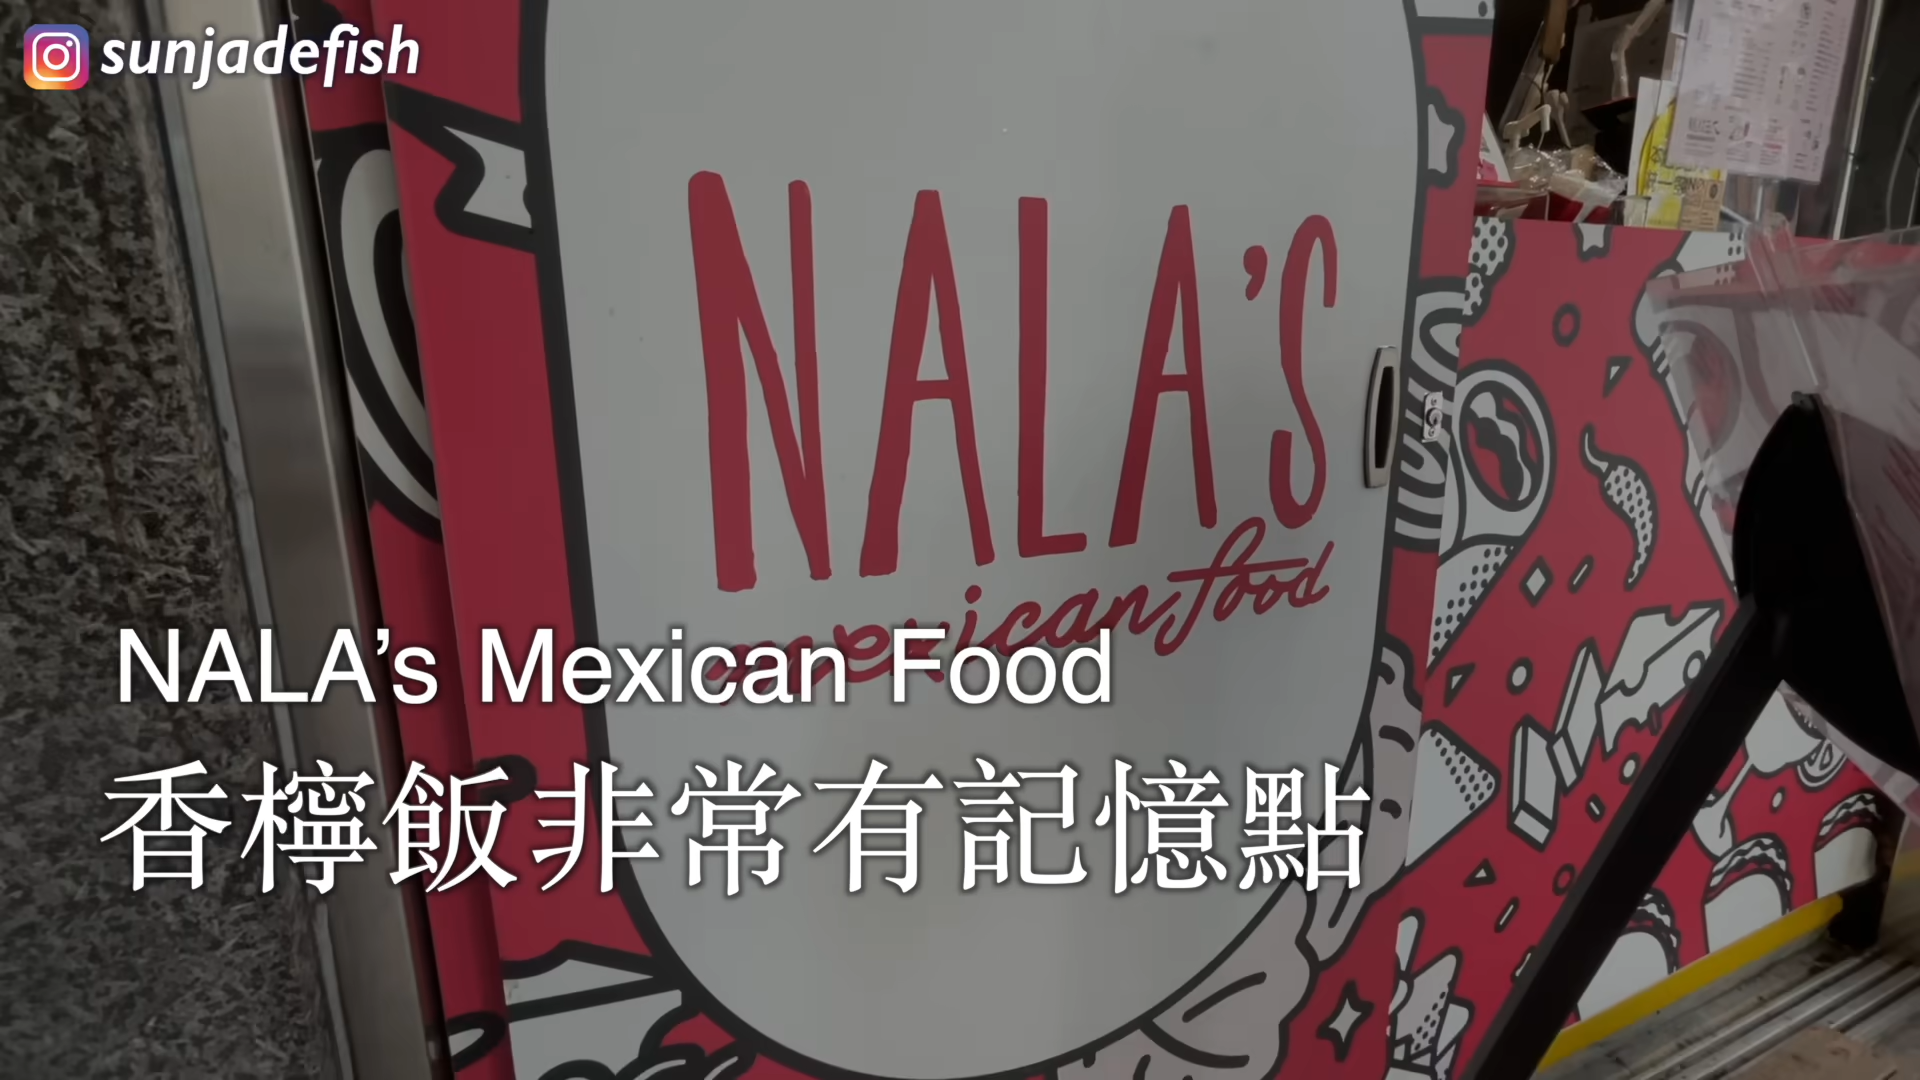 sunjadefish
NALA'S
mexican food
NALA's Mexican Food
香檸飯非常有記憶點